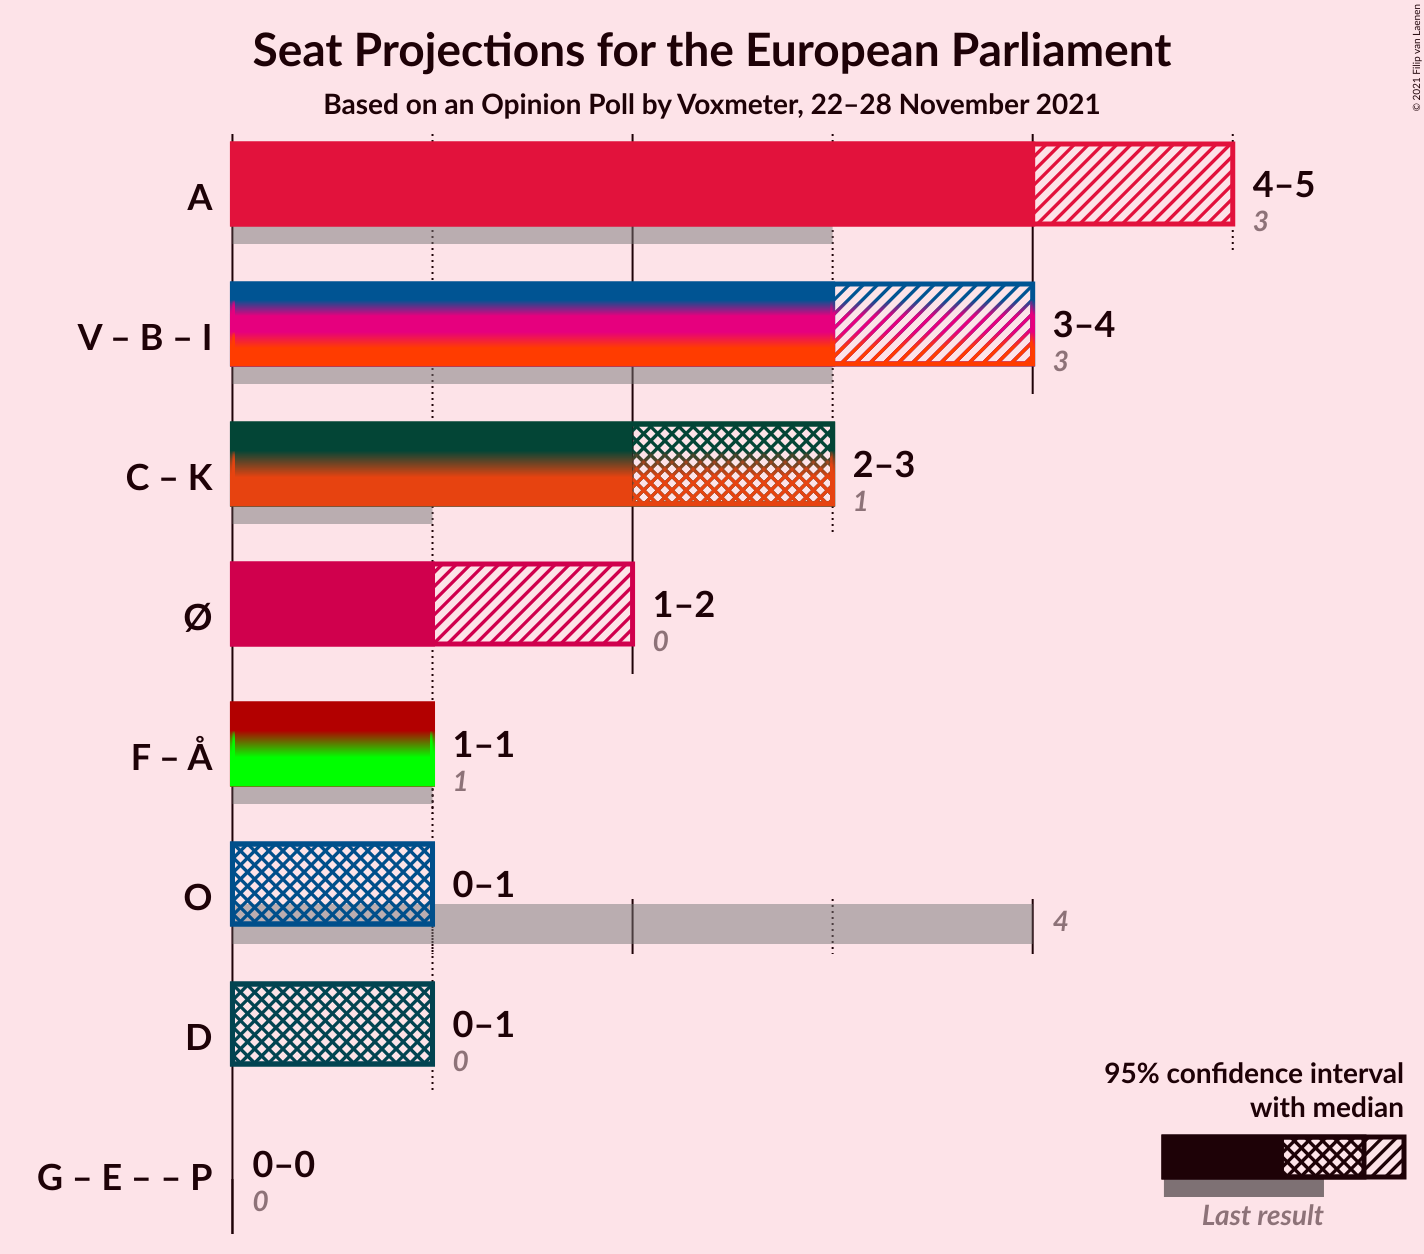 Seat Projections for the European Parliament
Based on an Opinion Poll by Voxmeter, 22–28 November 2021
© 2021 Filip van Laenen
A
4–5
3
V – B – I
3–4
3
C – K
2–3
1
Ø
1–2
0
F – Å
1–1
1
O
0–1
4
D
0–1
0
G – E – – P
0–0
0
95% confidence interval
with median
Last result